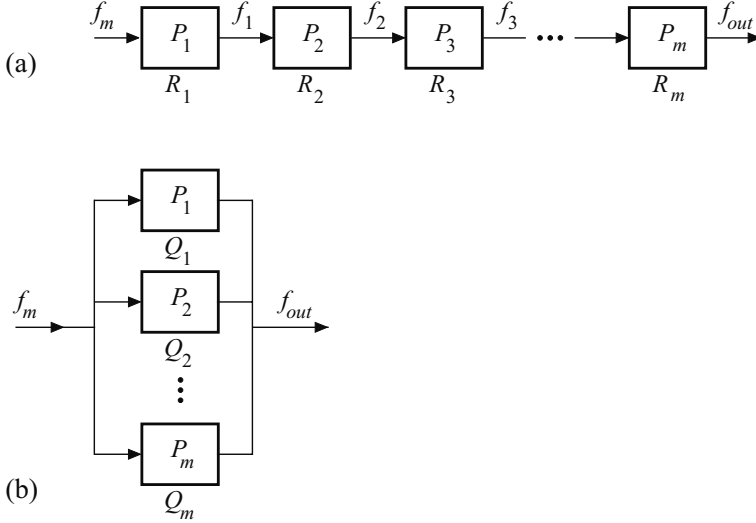 f_m P_1 f_1 P_2 f_2 P_3 f_3 ••• P_m f_out
(a) R_1 R_2 R_3 R_m
P_1
Q_1
f_m P_2 f_out
Q_2
P_m
(b) Q_m